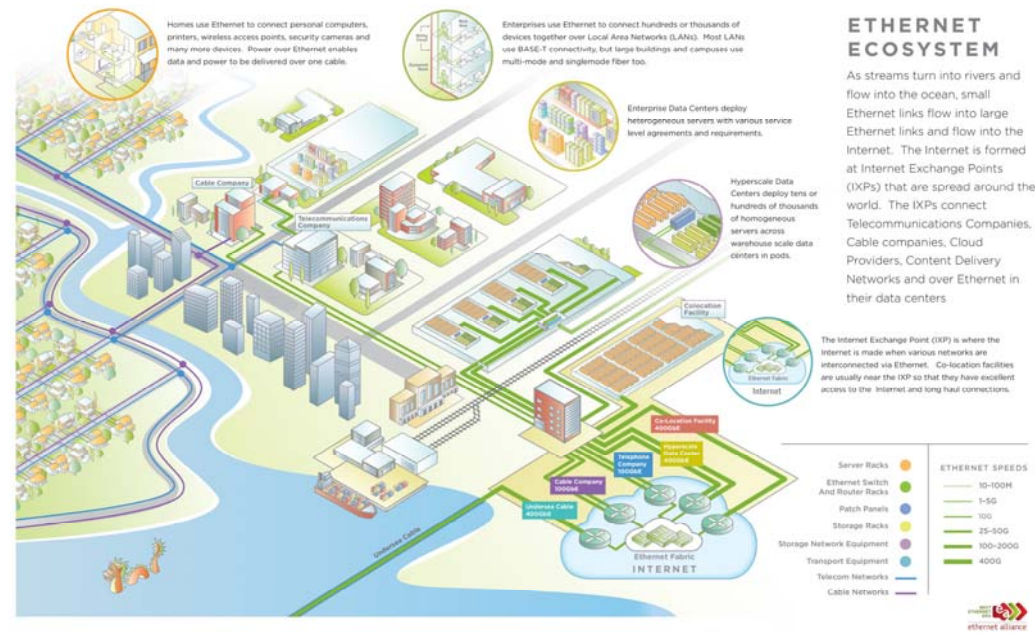 Homes use Ethernet to connect personal computers,
printers, wireless access points, security cameras and
many more devices. Power over Ethernet enables
data and power to be delivered over one cable.
Enterprises use Ethernet to connect hundreds or thousands of
devices together over Local Area Networks (LANs). Most LANs
use BASE-T connectivity, but large buildings and campuses use
multi-mode and singlemode fiber too.
ETHERNET
ECOSYSTEM
As streams turn into rivers and
flow into the ocean, small
Ethernet links flow into large
Ethernet links and flow into the
Internet. The Internet is formed
at Internet Exchange Points
(IXPs) that are spread around the
world. The IXPs connect
Telecommunications Companies,
Cable companies, Cloud
Providers, Content Delivery
Networks and over Ethernet in
their data centers
Enterprise Data Centers deploy
heterogeneous servers with various service
level agreements and requirements.
Cable Company
Telecommunications
Company
Hyperscale Data
Centers deploy tens or
hundreds of thousands
of homogeneous
servers across
warehouse scale data
centers in pods.
Colocation
Facility
Ethernet Fabric
Internet
The Internet Exchange Point (IXP) is where the
Internet is made when various networks are
interconnected via Ethernet. Co-location facilities
are usually near the IXP so that they have excellent
access to the Internet and long haul connections.
Co-Location Facility
400GbE
Hyperscale
Data Center
400GbE
Telephone
Company
100GbE
Cable Company
100GbE
Undersea Cable
400GbE
Undersea Cable
Ethernet Fabric
INTERNET
Server Racks
Ethernet Switch
And Router Racks
Patch Panels
Storage Racks
Storage Network Equipment
Transport Equipment
Telecom Networks
Cable Networks
ETHERNET SPEEDS
10-100M
1-5G
10G
25-50G
100-200G
400G
ea
ethernet alliance